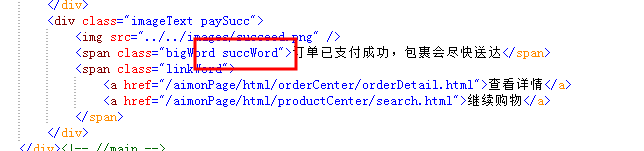 </div>
<div class="imageText paySucc">
<img src="../../images/succeed.png" />
<span class="bigWord succWord">订单已支付成功，包裹会尽快送达</span>
<span class="linkWord">
<a href="/aimonPage/html/orderCenter/orderDetail.html">查看详情</a>
<a href="/aimonPage/html/productCenter/search.html">继续购物</a>
</span>
</div>
</div><!-- //main -->